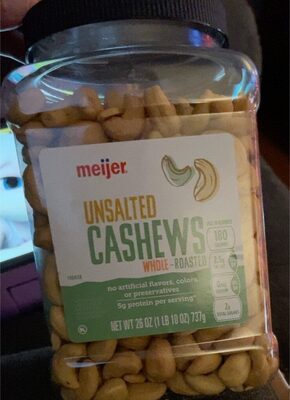 meijer
UNSALTED
CASHEWS
WHOLE-ROASTED
no artificial flavors, colors,
or preservatives
5g protein per serving*
NET WT 26 OZ (1 LB 10 OZ) 737g
180